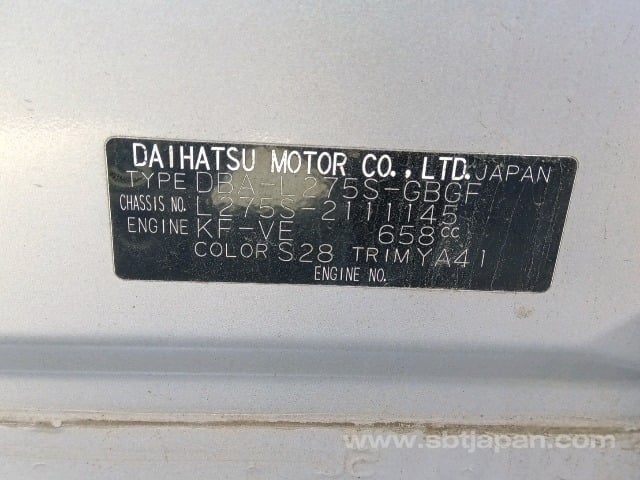 DAIHATSU MOTOR CO., LTD. JAPAN
TYPE DBA-L275S-GBGF
CHASSIS NO. L275S-2111145
ENGINE KF-VE 658cc
COLOR S28 TRIM YA41
ENGINE NO.
www.sbtjapan.com